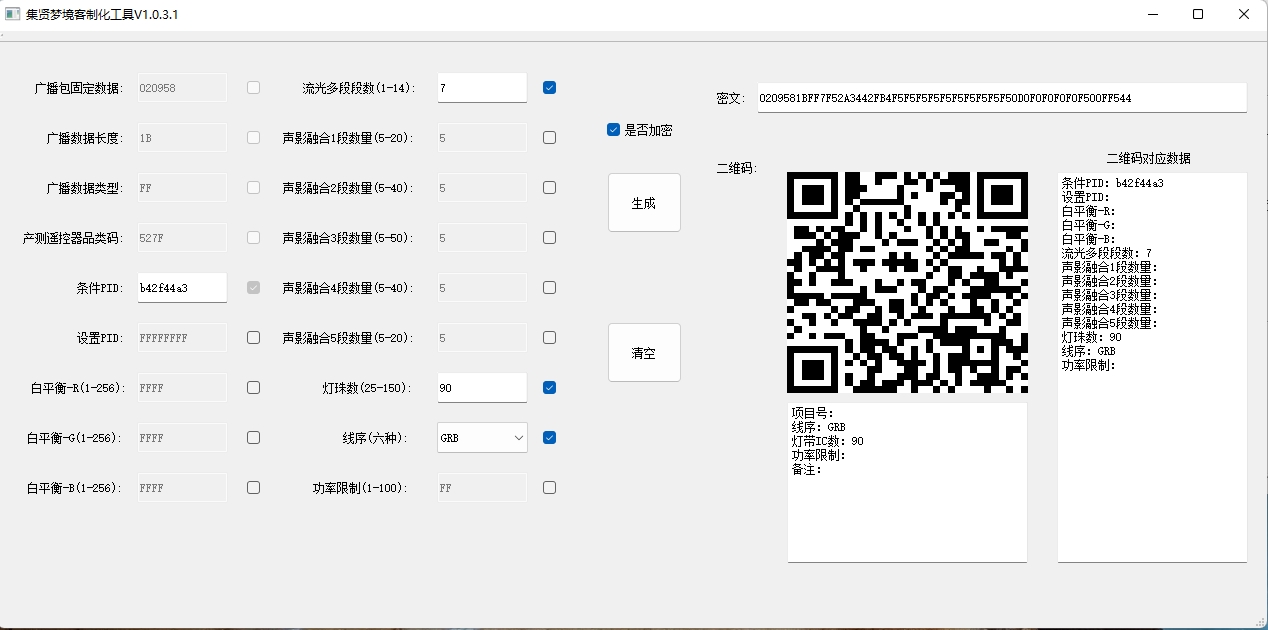 集贤梦境客制化工具V1.0.3.1
广播包固定数据: 020958
流光多段段数(1-14): 7
广播数据长度: 1B
声影融合1段数量(5-20): 5
广播数据类型: FF
声影融合2段数量(5-40): 5
产测遥控器品类码: 527F
声影融合3段数量(5-50): 5
条件PID: b42f44a3
声影融合4段数量(5-40): 5
设置PID: FFFFFFFF
声影融合5段数量(5-20): 5
白平衡-R(1-256): FFFF
灯珠数(25-150): 90
白平衡-G(1-256): FFFF
线序(六种): GRB
白平衡-B(1-256): FFFF
功率限制(1-100): FF
是否加密
生成
清空
密文: 0209581BFF7F52A3442FB4F5F5F5F5F5F5F5F5F5F50D0F0F0F0F0F500FF544
二维码:
项目号:
线序: GRB
灯带IC数: 90
功率限制:
备注:
二维码对应数据
条件PID: b42f44a3
设置PID:
白平衡-R:
白平衡-G:
白平衡-B:
流光多段段数: 7
声影融合1段数量:
声影融合2段数量:
声影融合3段数量:
声影融合4段数量:
声影融合5段数量:
灯珠数: 90
线序: GRB
功率限制: